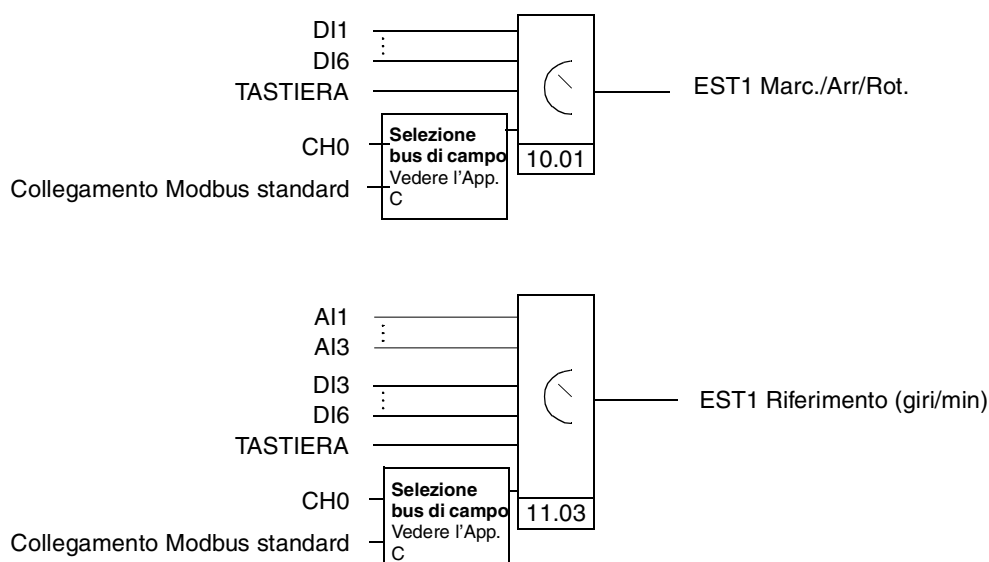 DI1
DI6
TASTIERA
CH0
Collegamento Modbus standard
Selezione
bus di campo
Vedere l'App.
C
10.01
EST1 Marc./Arr/Rot.
AI1
AI3
DI3
DI6
TASTIERA
CH0
Collegamento Modbus standard
Selezione
bus di campo
Vedere l'App.
C
11.03
EST1 Riferimento (giri/min)